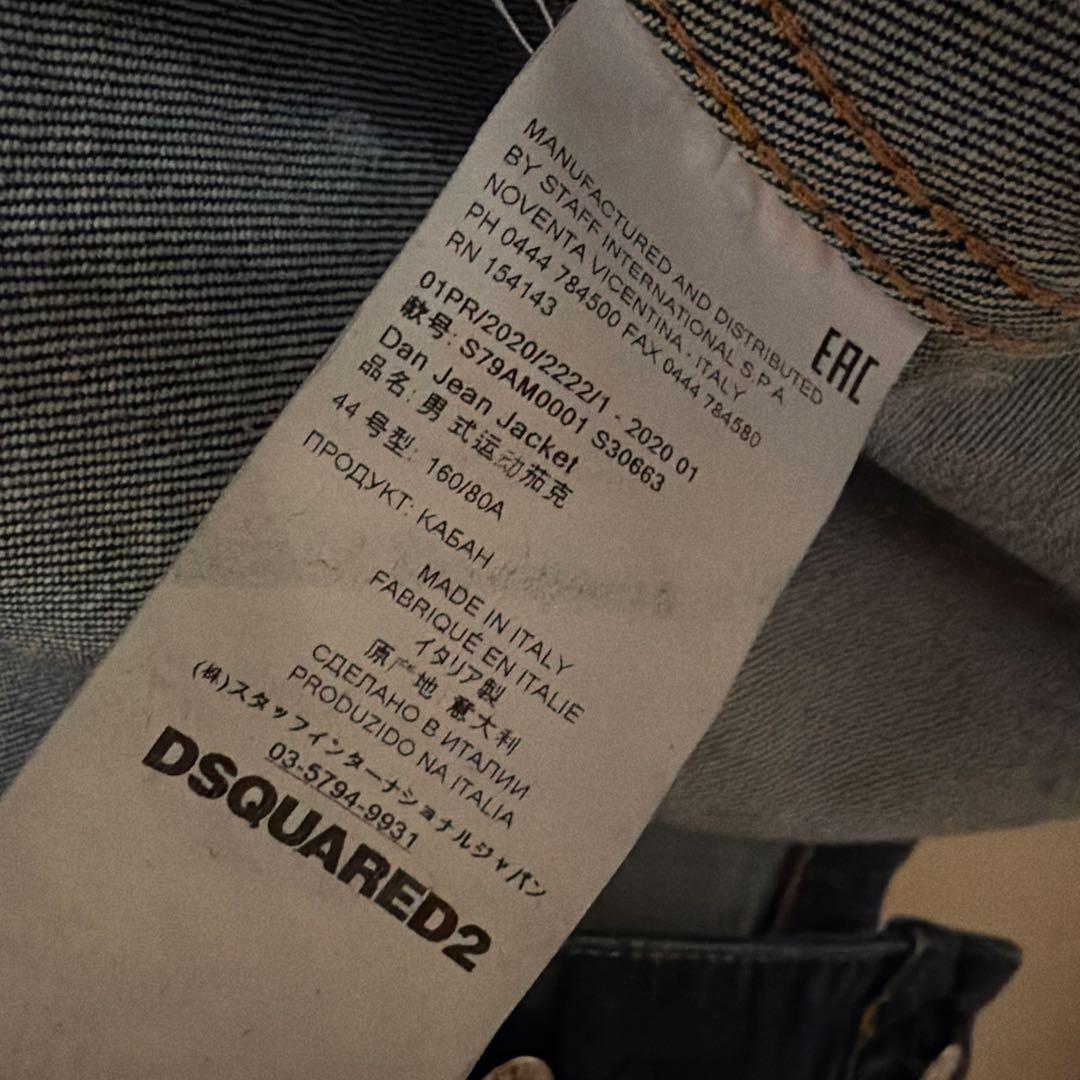 MANUFACTURED AND DISTRIBUTED
BY STAFF INTERNATIONAL S.P.A
NOVENTA VICENTINA - ITALY
PH 0444 784500 FAX 0444 784580
RN 154143
EAC
01PR/2020/2222/1 - 2020 01
款号: S79AM0001 S30663
Dan Jean Jacket
品名: 男式运动茄克
44 号型: 160/80A
ПРОДУКТ: КАБАН
MADE IN ITALY
FABRIQUÉ EN ITALIE
イタリア製
原产地 意大利
СДЕЛАНО В ИТАЛИИ
PRODUZIDO NA ITALIA
(株)スタッフインターナショナルジャパン
03-5794-9931
DSQUARED2